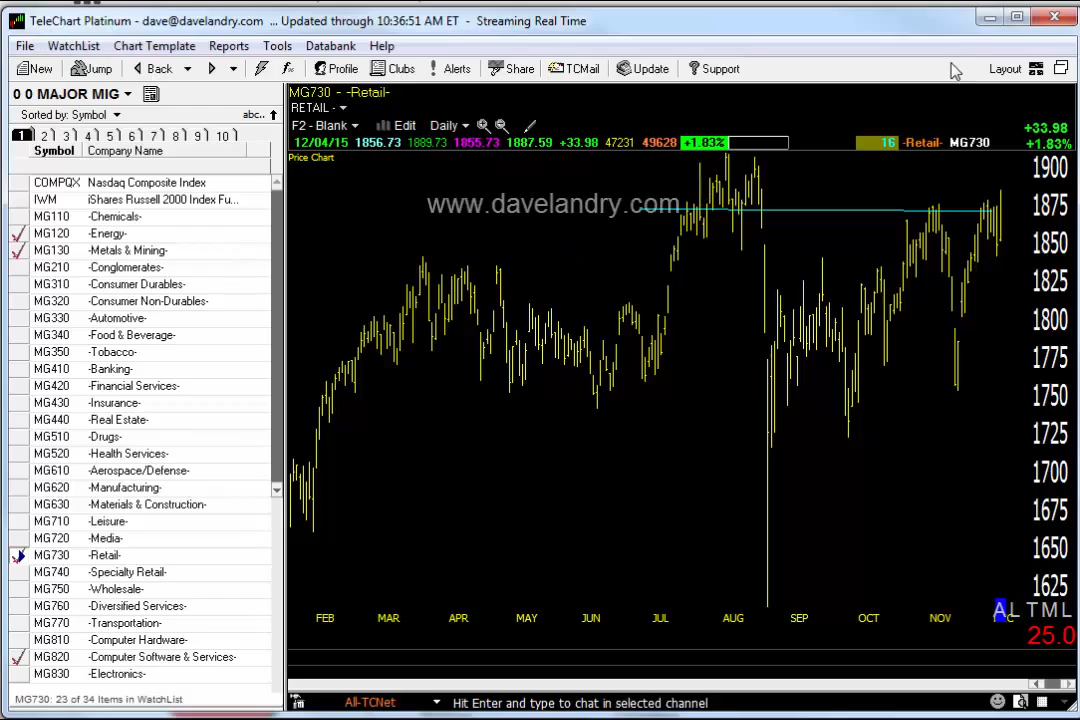 TeleChart Platinum - dave@davelandry.com ... Updated through 10:36:51 AM ET - Streaming Real Time
File WatchList Chart Template Reports Tools Databank Help
New Jump Back Profile Clubs Alerts Share TCMail Update Support Layout
0 0 MAJOR MIG
Sorted by: Symbol abc..
1 2 3 4 5 6 7 8 9 10
Symbol Company Name
COMPQX Nasdaq Composite Index
IWM iShares Russell 2000 Index Fu...
MG110 -Chemicals-
MG120 -Energy-
MG130 -Metals & Mining-
MG210 -Conglomerates-
MG310 -Consumer Durables-
MG320 -Consumer Non-Durables-
MG330 -Automotive-
MG340 -Food & Beverage-
MG350 -Tobacco-
MG410 -Banking-
MG420 -Financial Services-
MG430 -Insurance-
MG440 -Real Estate-
MG510 -Drugs-
MG520 -Health Services-
MG610 -Aerospace/Defense-
MG620 -Manufacturing-
MG630 -Materials & Construction-
MG710 -Leisure-
MG720 -Media-
MG730 -Retail-
MG740 -Specialty Retail-
MG750 -Wholesale-
MG760 -Diversified Services-
MG770 -Transportation-
MG810 -Computer Hardware-
MG820 -Computer Software & Services-
MG830 -Electronics-
MG730: 23 of 34 Items in WatchList
MG730 - -Retail-
RETAIL -
F2 - Blank Edit Daily
+33.98
12/04/15 1856.73 1889.73 1855.73 1887.59 +33.98 47231 49628 +1.83% 16 -Retail- MG730 +1.83%
Price Chart
www.davelandry.com
1900
1875
1850
1825
1800
1775
1750
1725
1700
1675
1650
1625
A L T M L
FEB MAR APR MAY JUN JUL AUG SEP OCT NOV
25.0
All-TCNet Hit Enter and type to chat in selected channel